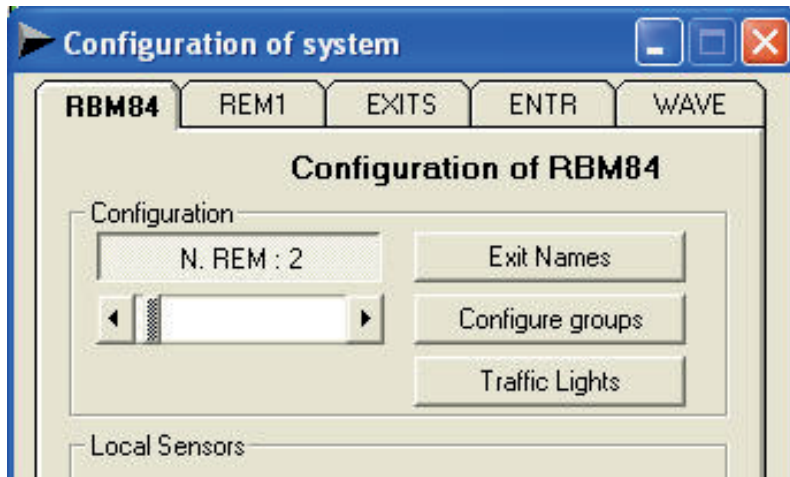 Configuration of system
RBM84 REM1 EXITS ENTR WAVE
Configuration of RBM84
Configuration
N. REM : 2 Exit Names
Configure groups
Traffic Lights
Local Sensors